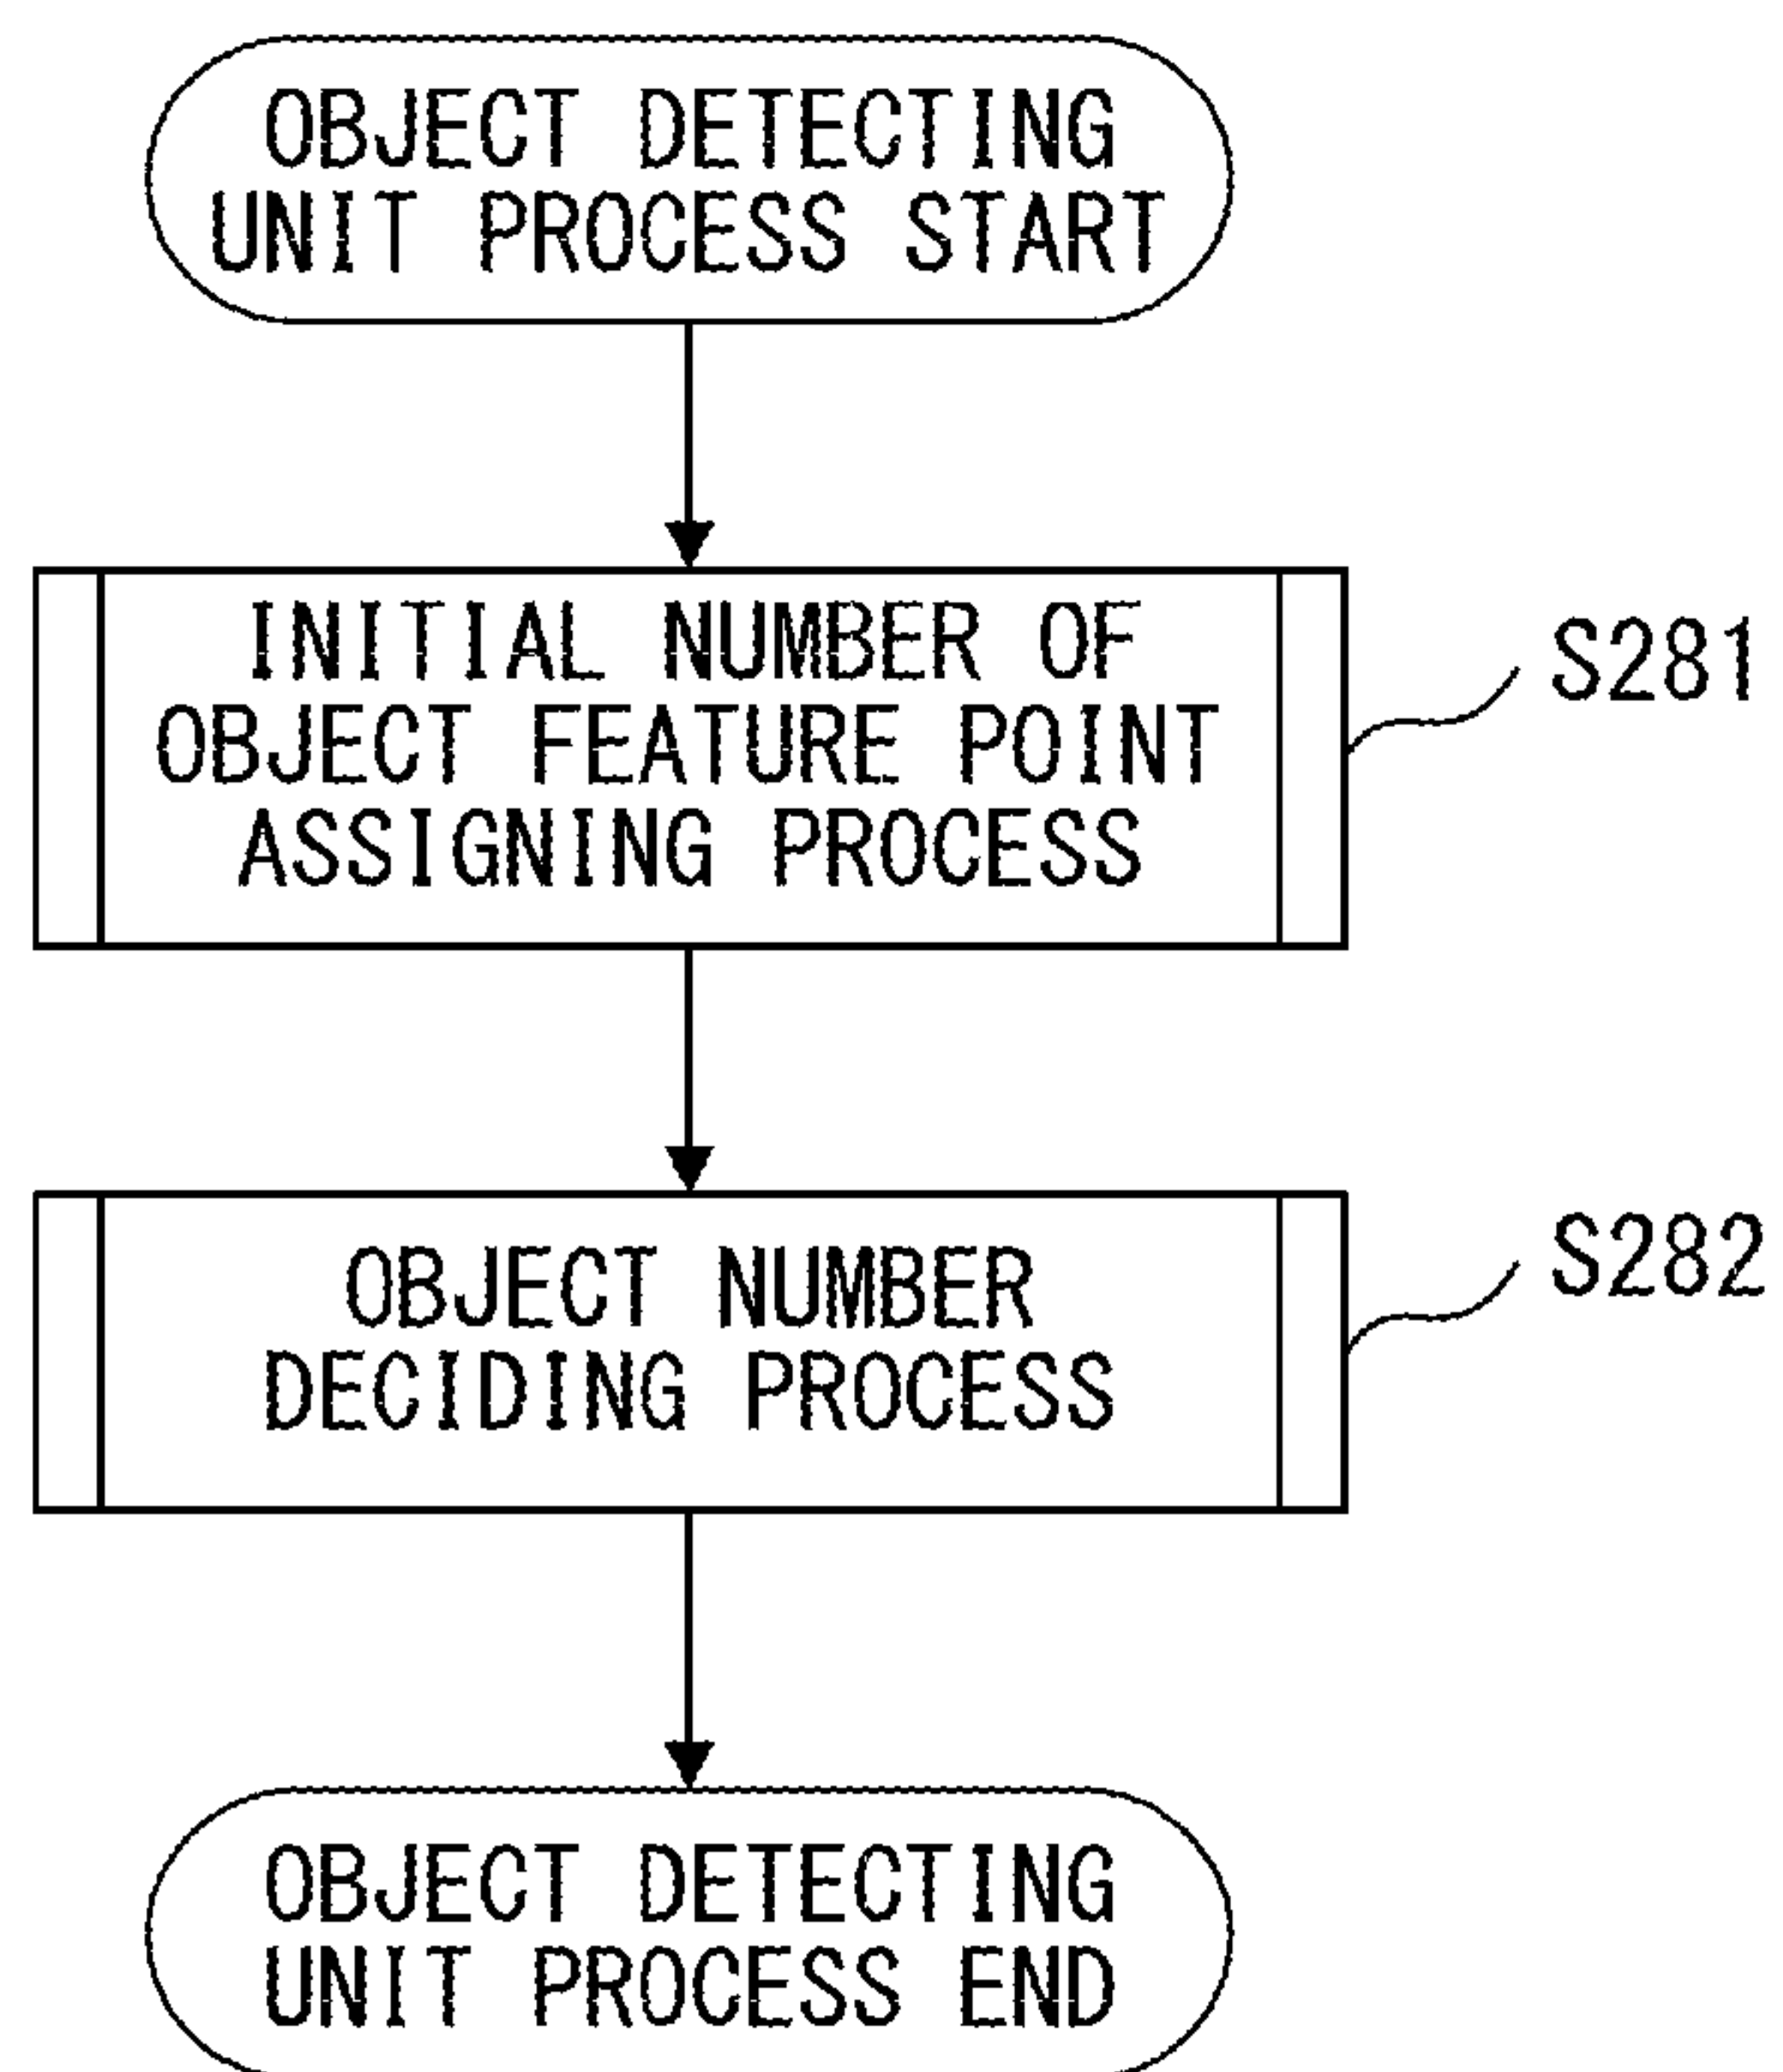 OBJECT DETECTING
UNIT PROCESS START
INITIAL NUMBER OF
OBJECT FEATURE POINT
ASSIGNING PROCESS
S281
OBJECT NUMBER
DECIDING PROCESS
S282
OBJECT DETECTING
UNIT PROCESS END